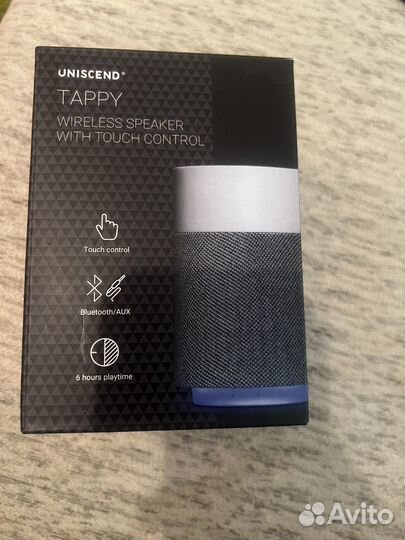 UNISCEND®
TAPPY
WIRELESS SPEAKER
WITH TOUCH CONTROL
Touch control
Bluetooth/AUX
6 hours playtime
Avito